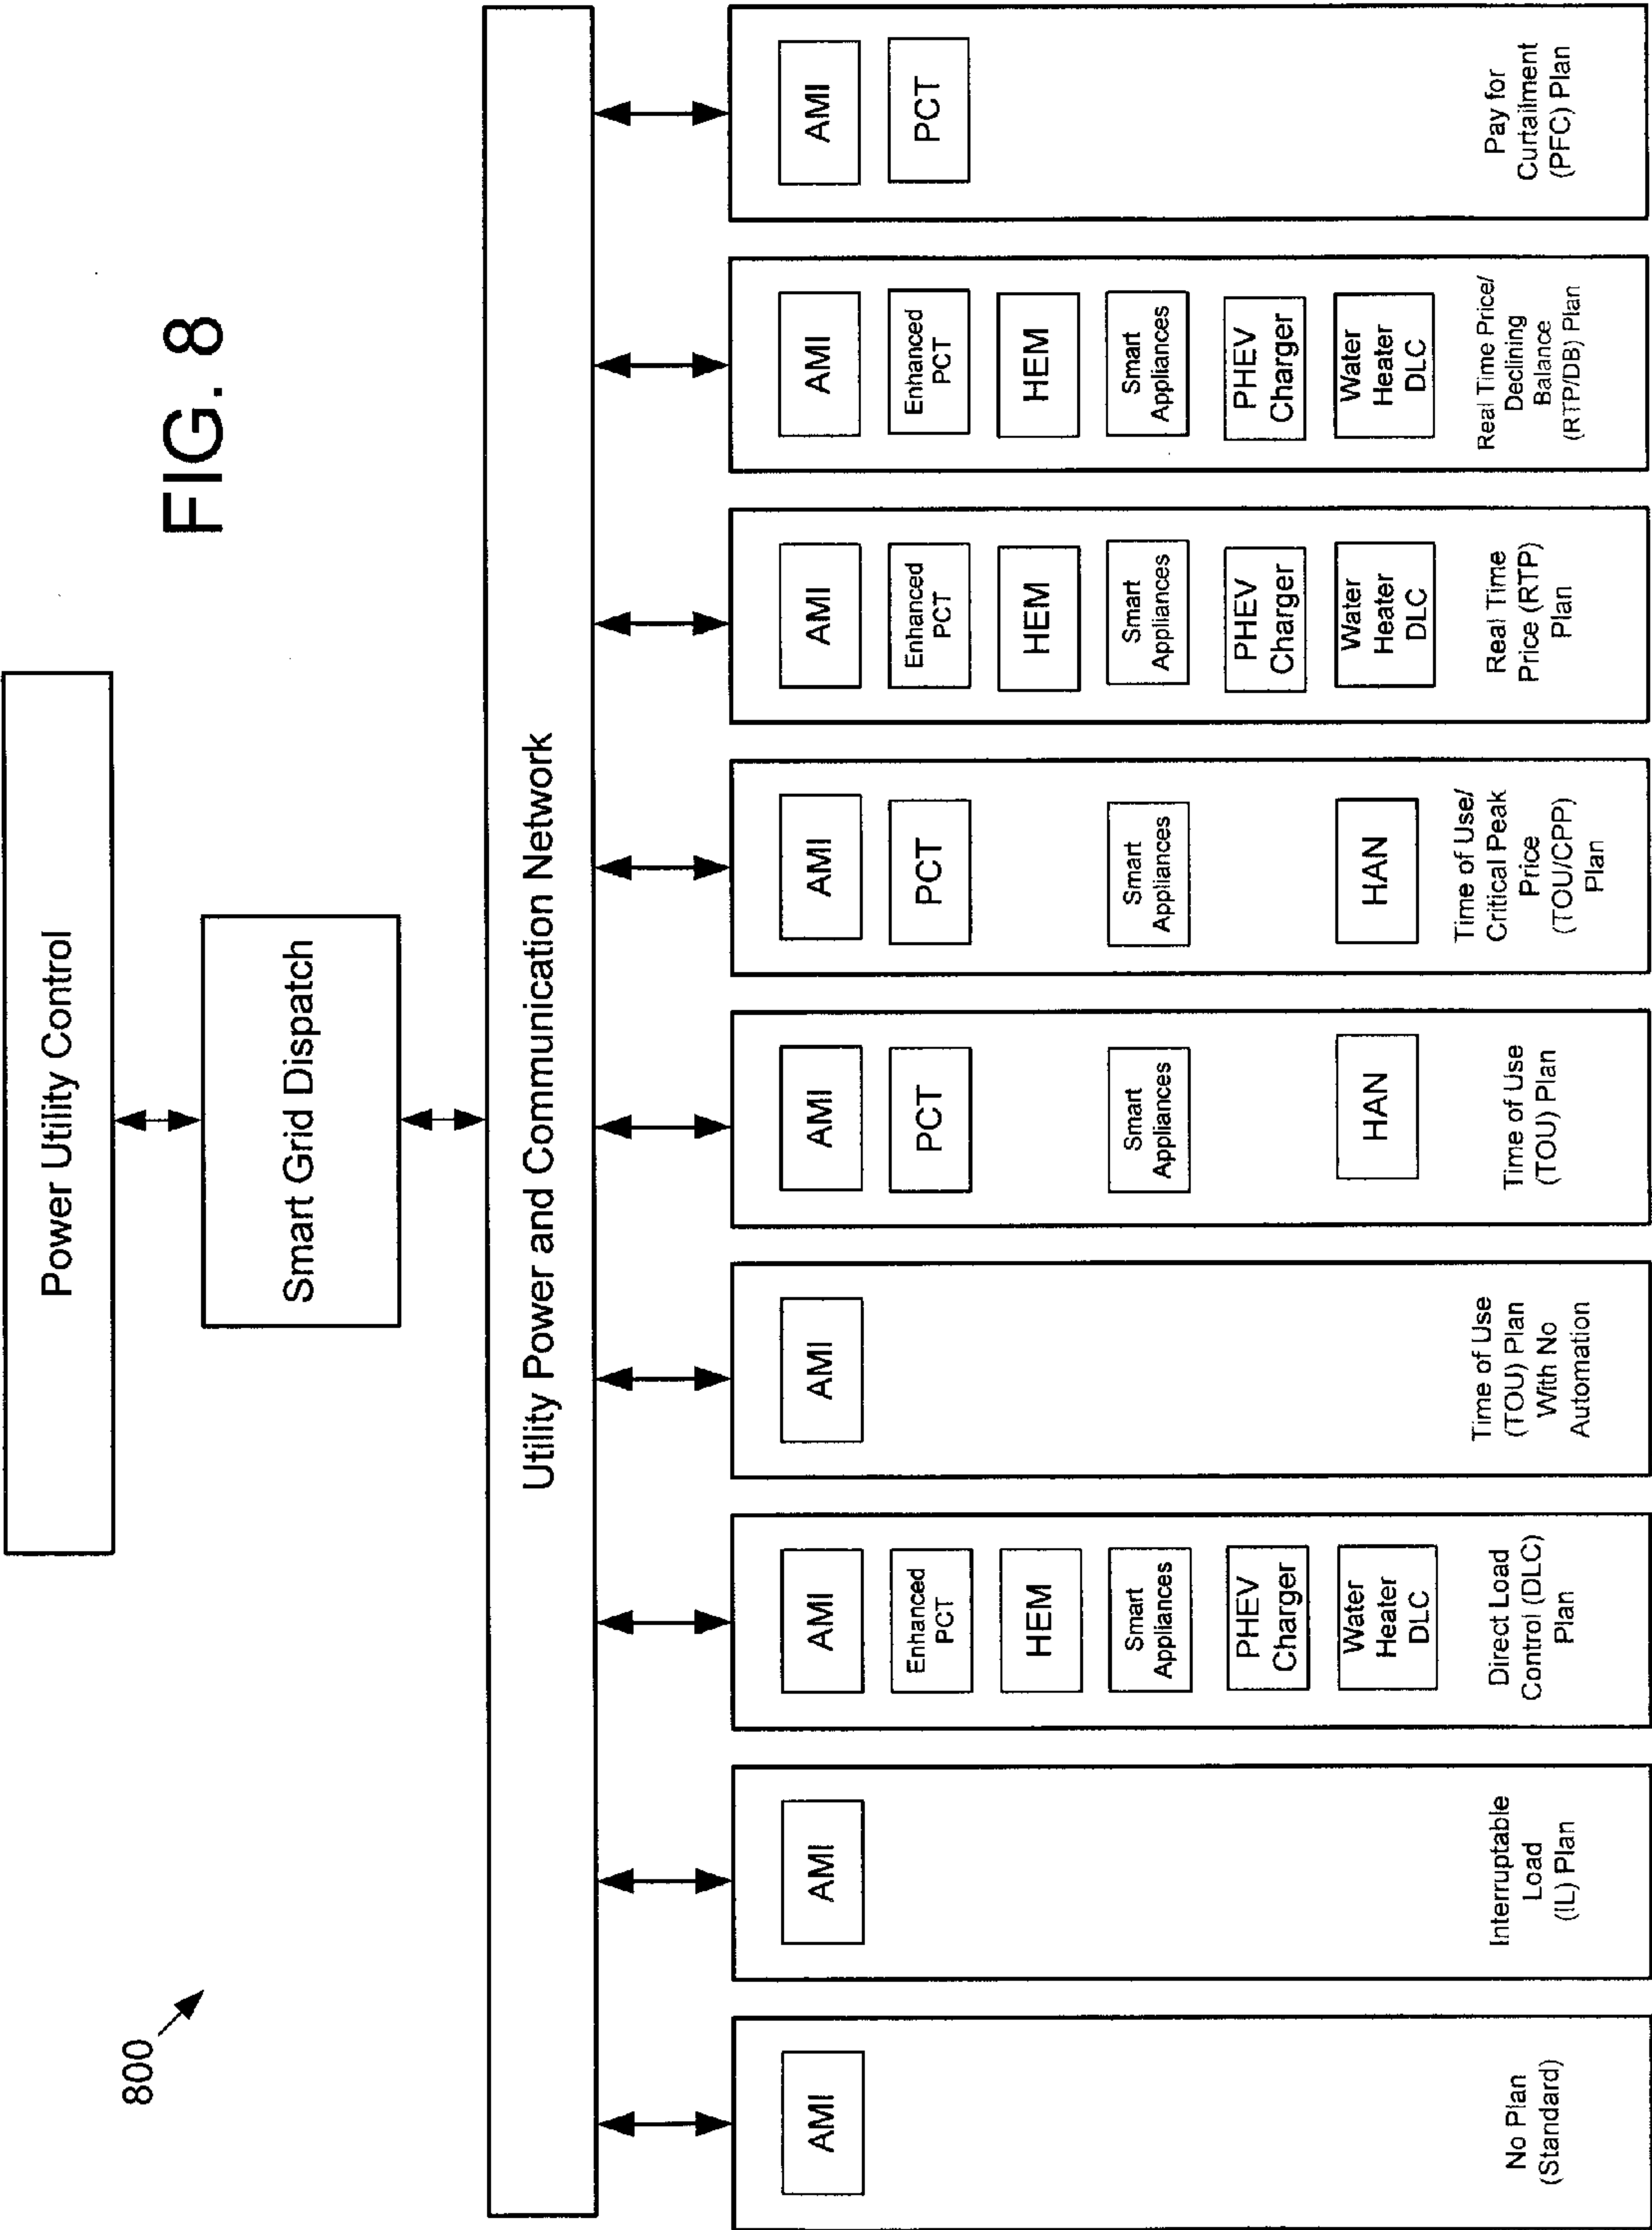 800
FIG. 8
Power Utility Control
Smart Grid Dispatch
Utility Power and Communication Network
AMI
No Plan
(Standard)
AMI
Interruptable
Load
(IL) Plan
AMI
Enhanced
PCT
HEM
Smart
Appliances
PHEV
Charger
Water
Heater
DLC
Direct Load
Control (DLC)
Plan
AMI
Time of Use
(TOU) Plan
With No
Automation
AMI
PCT
Smart
Appliances
HAN
Time of Use
(TOU) Plan
AMI
PCT
Smart
Appliances
HAN
Time of Use/
Critical Peak
Price
(TOU/CPP)
Plan
AMI
Enhanced
PCT
HEM
Smart
Appliances
PHEV
Charger
Water
Heater
DLC
Real Time
Price (RTP)
Plan
AMI
Enhanced
PCT
HEM
Smart
Appliances
PHEV
Charger
Water
Heater
DLC
Real Time Price/
Declining
Balance
(RTP/DB) Plan
AMI
PCT
Pay for
Curtailment
(PFC) Plan